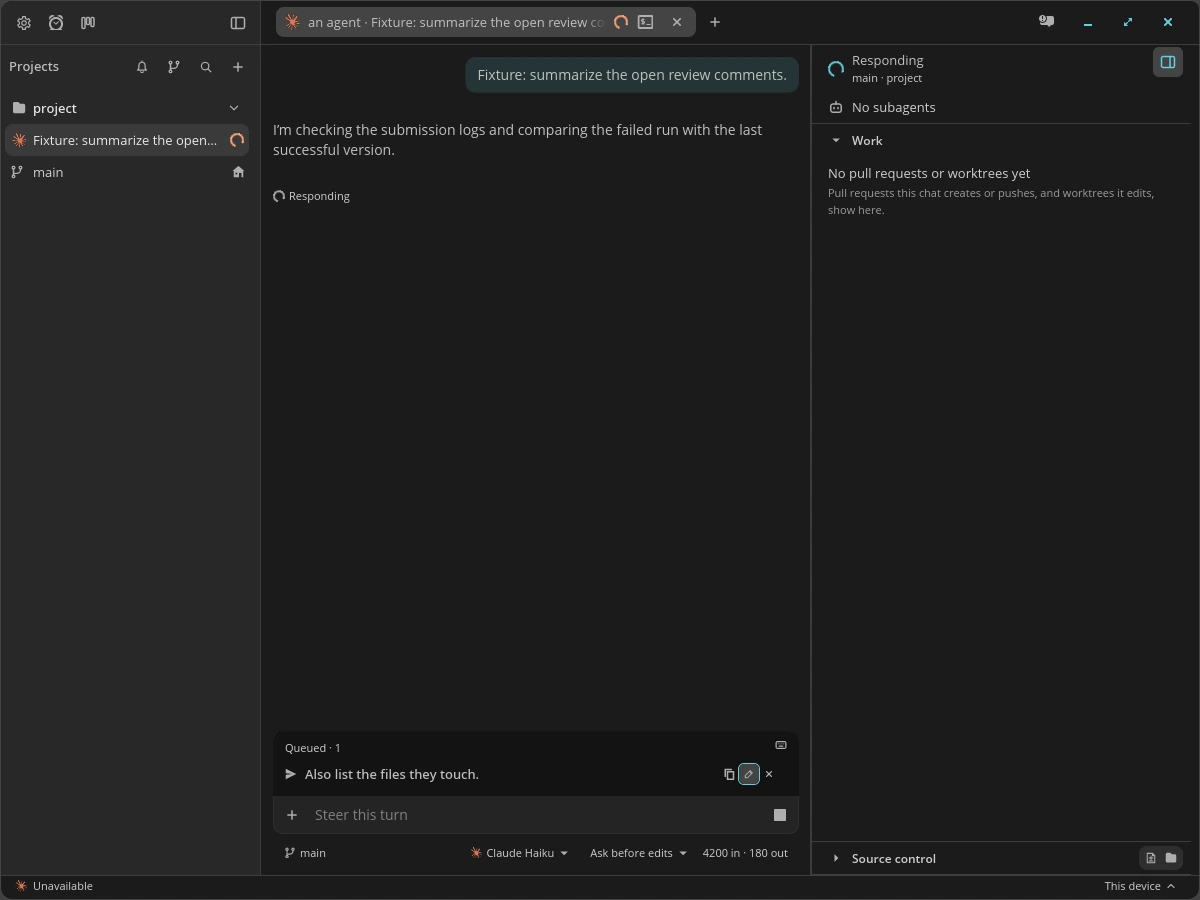 an agent · Fixture: summarize the open review co
Projects
project
Fixture: summarize the open...
main
Fixture: summarize the open review comments.
I'm checking the submission logs and comparing the failed run with the last
successful version.
Responding
Queued · 1
Also list the files they touch.
Steer this turn
main
Claude Haiku
Ask before edits
4200 in · 180 out
Responding
main · project
No subagents
Work
No pull requests or worktrees yet
Pull requests this chat creates or pushes, and worktrees it edits,
show here.
Source control
Unavailable
This device